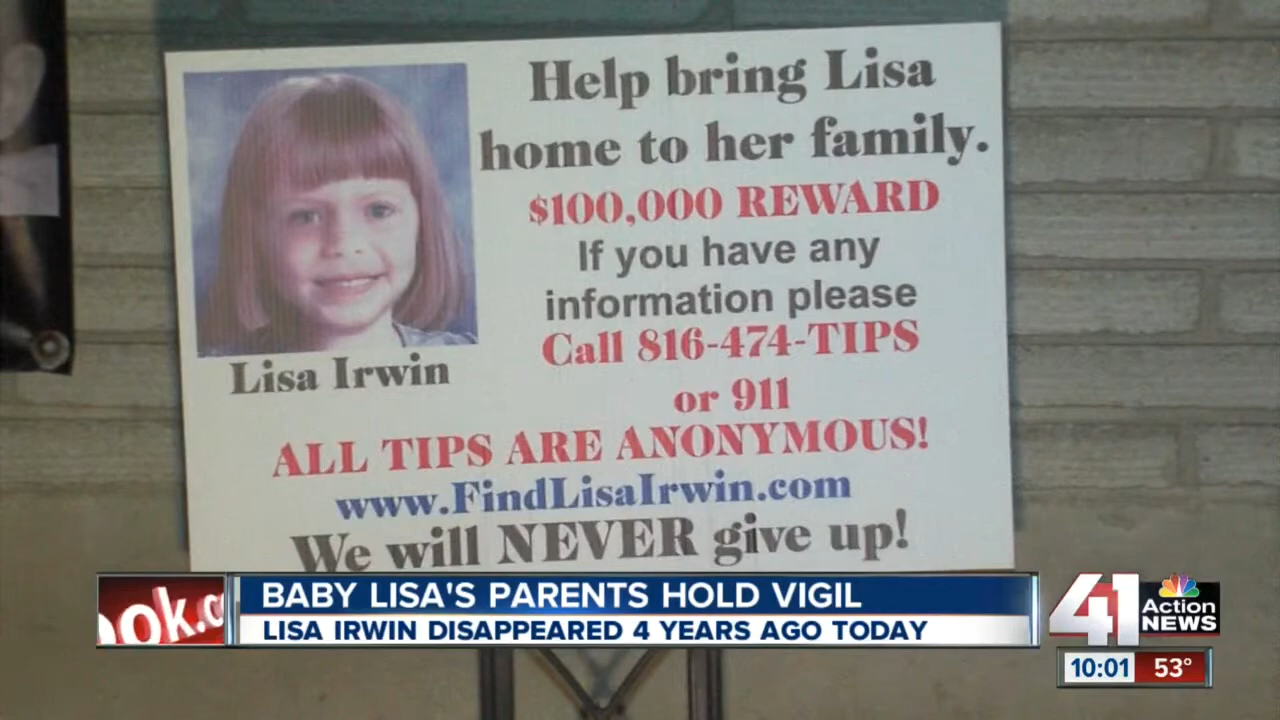 Help bring Lisa
home to her family.
$100,000 REWARD
If you have any
information please
Call 816-474-TIPS
or 911
Lisa Irwin
ALL TIPS ARE ANONYMOUS!
www.FindLisaIrwin.com
We will NEVER give up!
ook.c
BABY LISA'S PARENTS HOLD VIGIL
LISA IRWIN DISAPPEARED 4 YEARS AGO TODAY
41 Action
NEWS
10:01 53°